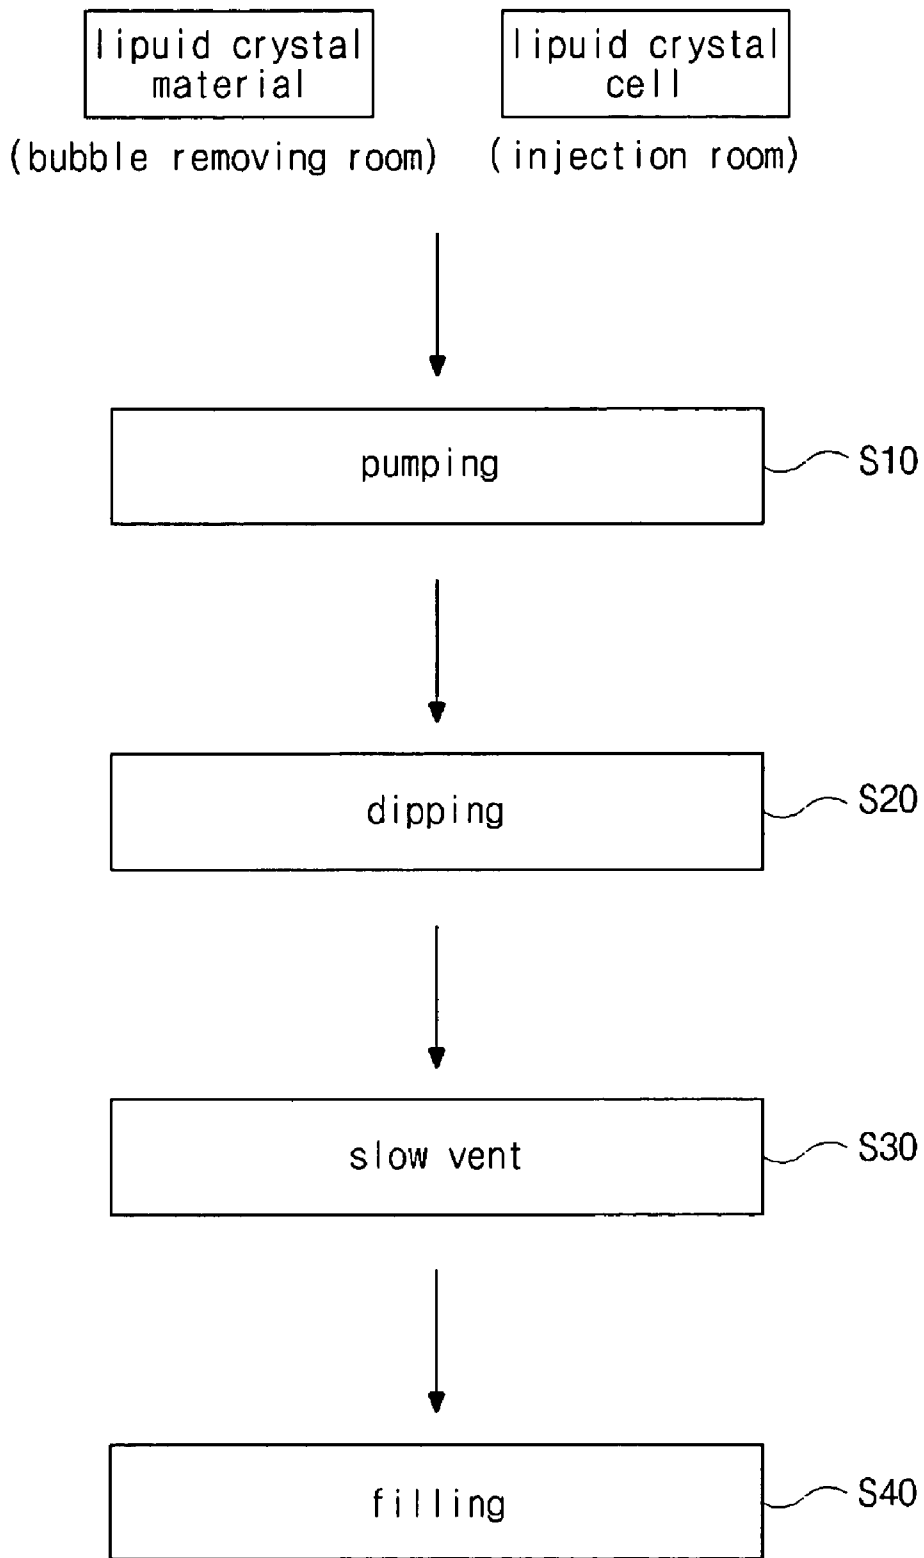 lipuid crystal
material
lipuid crystal
cell
(bubble removing room)
(injection room)
pumping
S10
dipping
S20
slow vent
S30
filling
S40